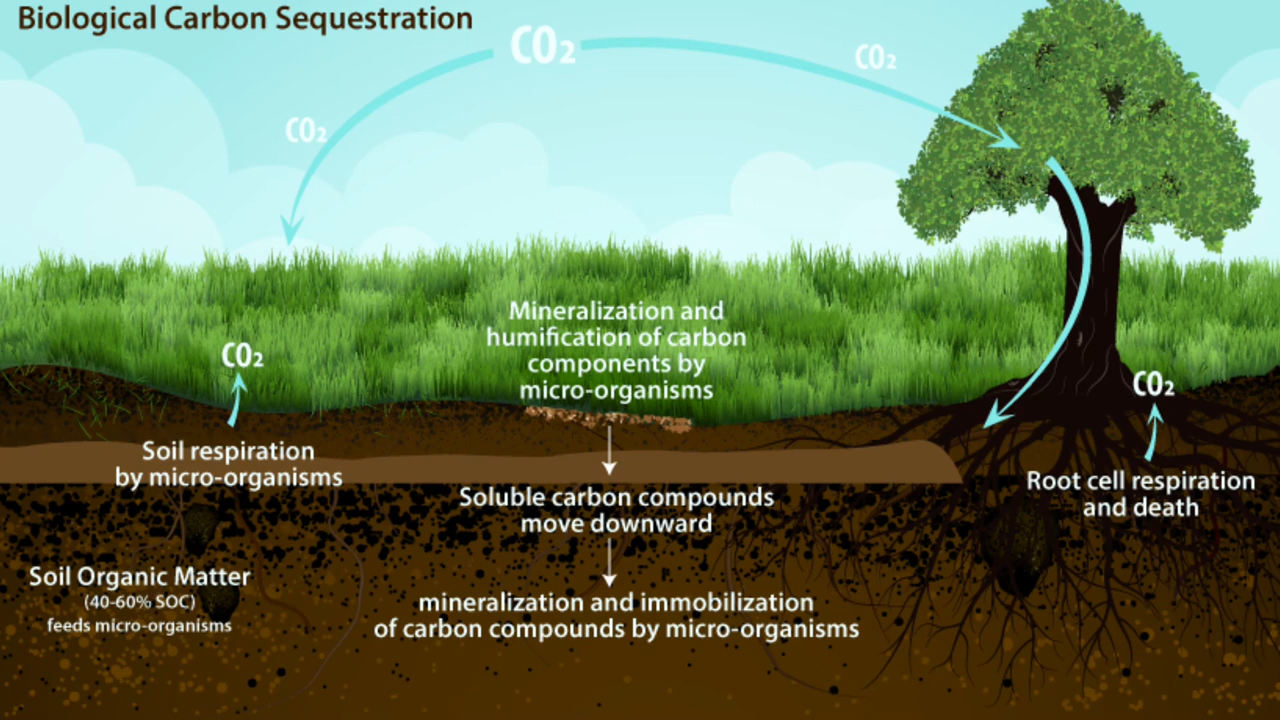 Biological Carbon Sequestration
CO₂
CO₂
CO₂
Mineralization and
humification of carbon
components by
micro-organisms
CO₂
CO₂
Soil respiration
by micro-organisms
Root cell respiration
and death
Soluble carbon compounds
move downward
Soil Organic Matter
(40-60% SOC)
feeds micro-organisms
mineralization and immobilization
of carbon compounds by micro-organisms